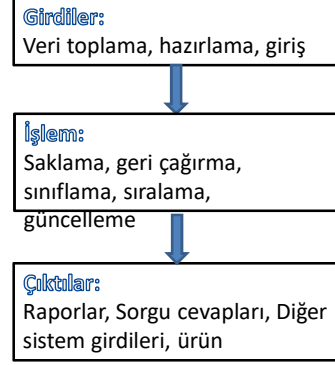 Girdiler:
Veri toplama, hazırlama, giriş
İşlem:
Saklama, geri çağırma,
sınıflama, sıralama,
güncelleme
Çıktılar:
Raporlar, Sorgu cevapları, Diğer
sistem girdileri, ürün